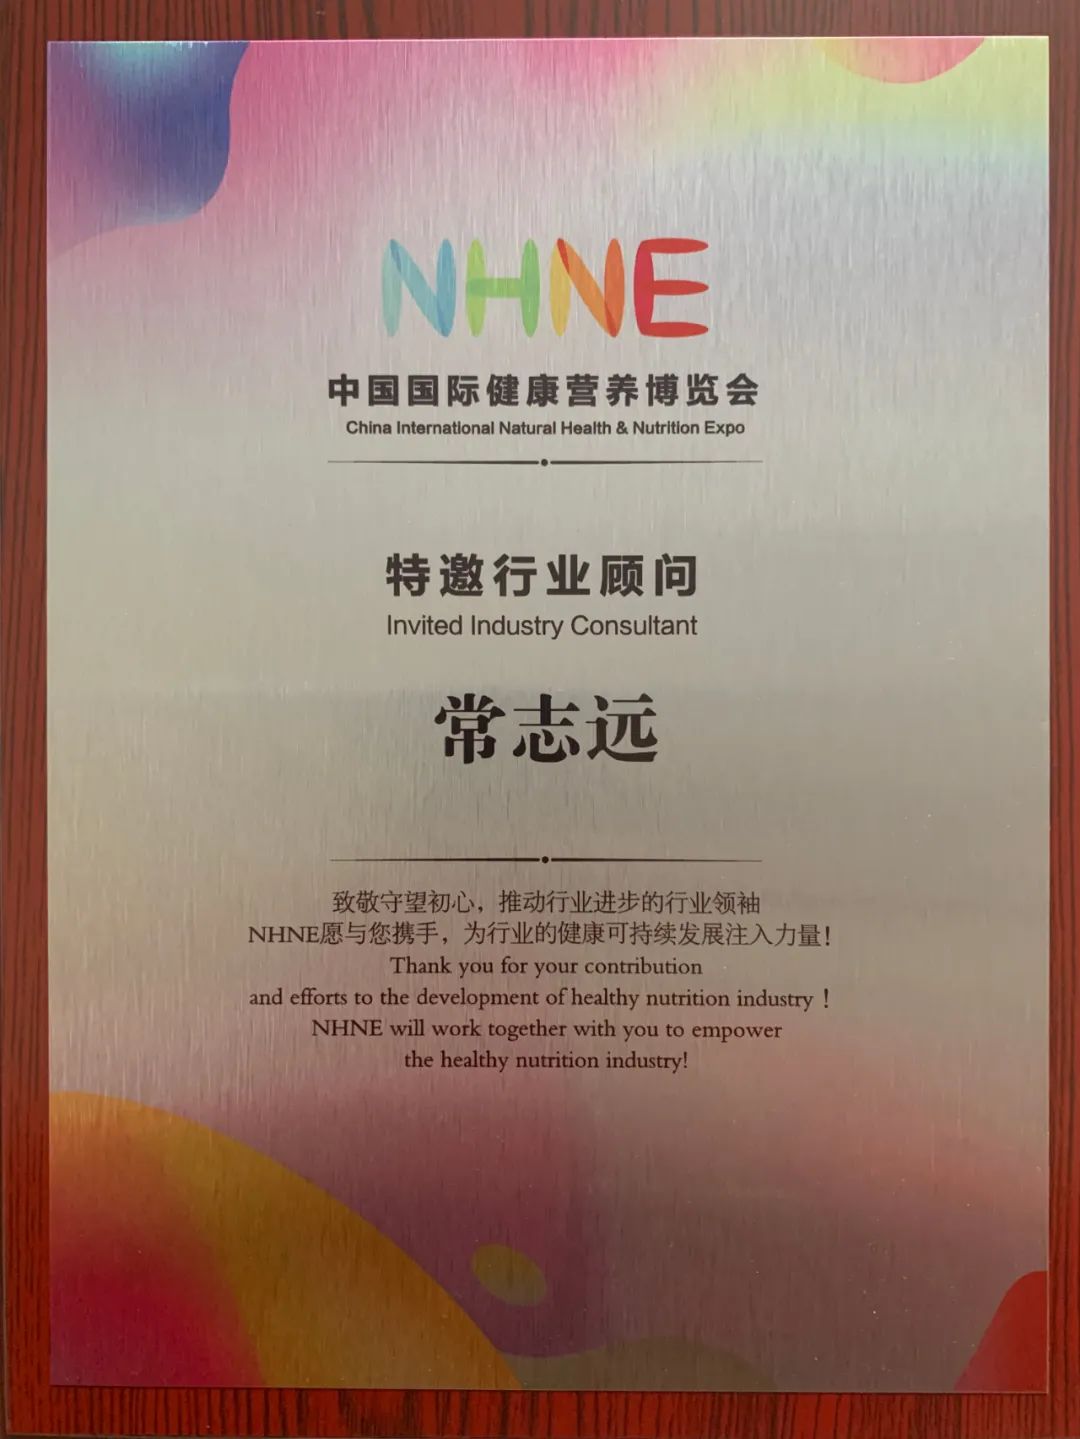 NHNE
中国国际健康营养博览会
China International Natural Health & Nutrition Expo
特邀行业顾问
Invited Industry Consultant
常志远
致敬守望初心，推动行业进步的行业领袖
NHNE愿与您携手，为行业的健康可持续发展注入力量！
Thank you for your contribution
and efforts to the development of healthy nutrition industry！
NHNE will work together with you to empower
the healthy nutrition industry!